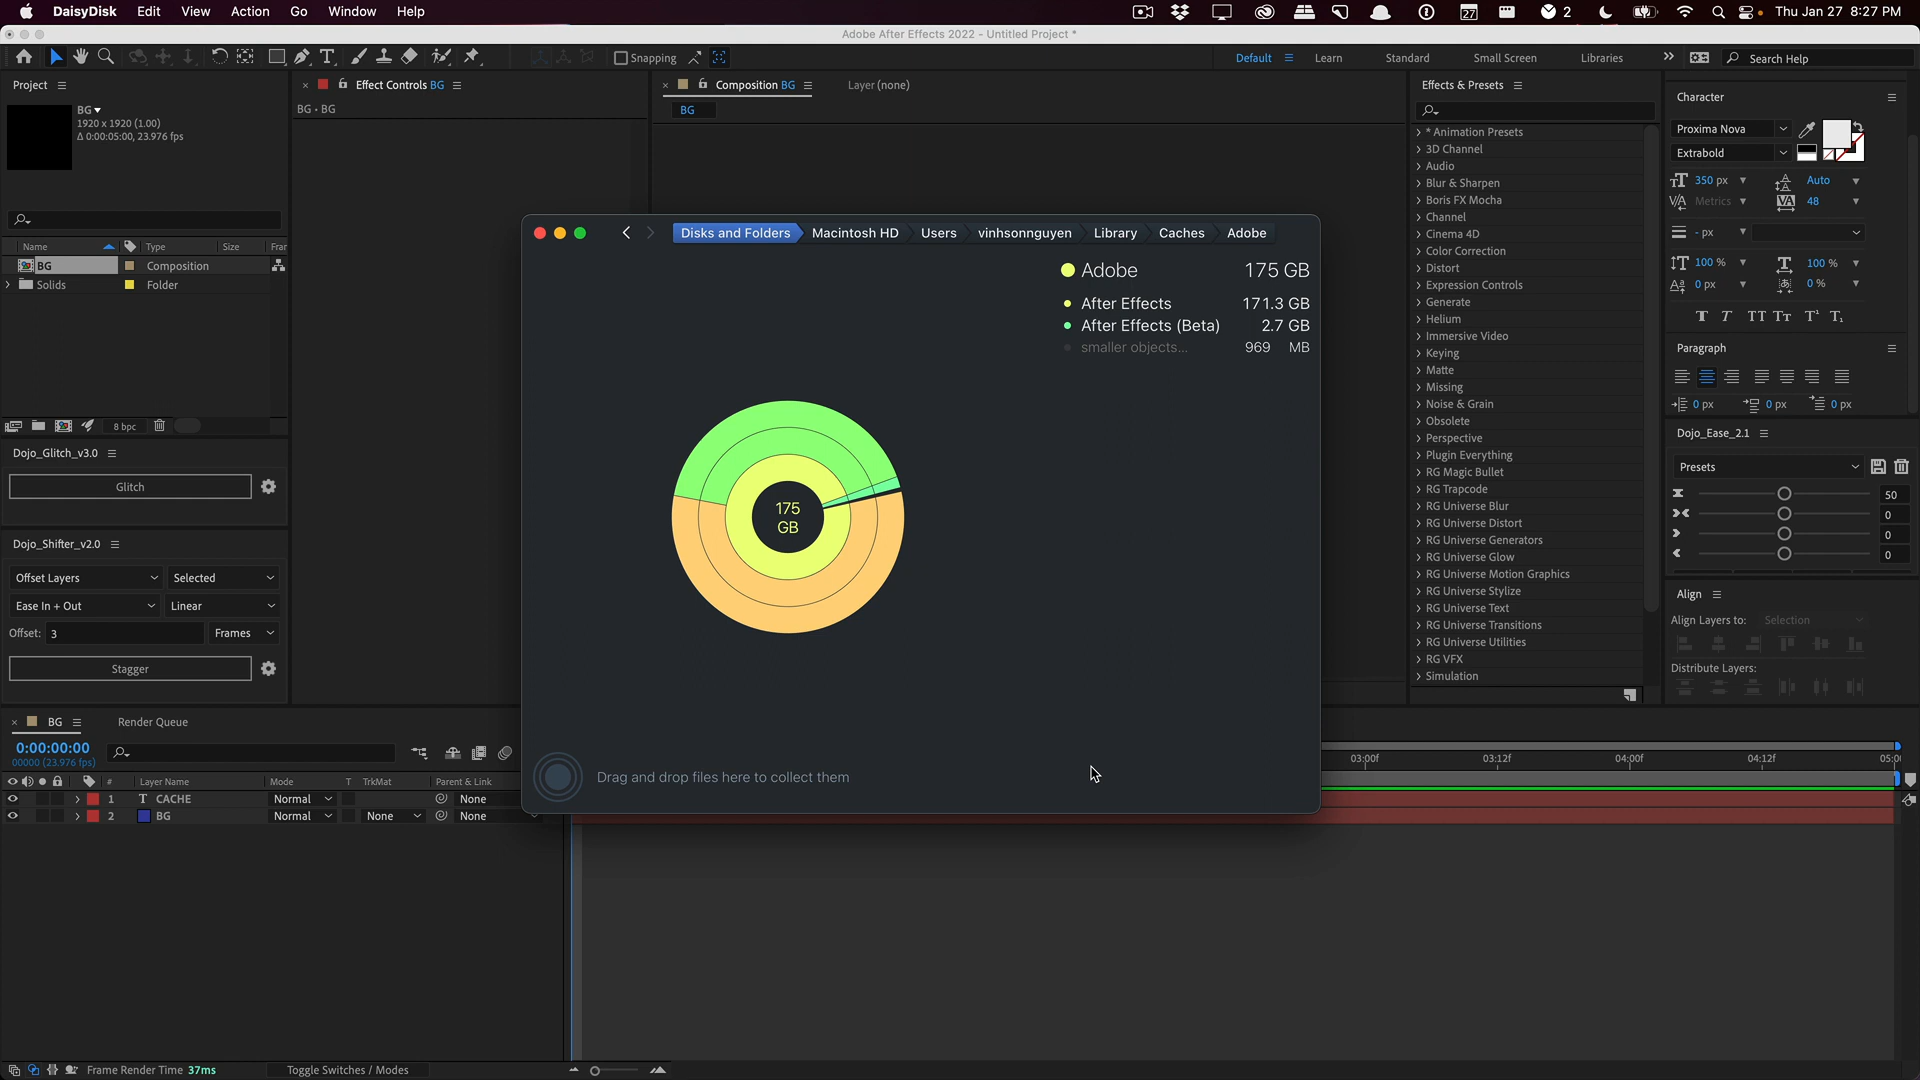 DaisyDisk Edit View Action Go Window Help
27 2 Thu Jan 27 8:27 PM
Adobe After Effects 2022 - Untitled Project *
Snapping
Default Learn Standard Small Screen Libraries Search Help
Project
BG
1920 x 1920 (1.00)
Δ 0:00:05:00, 23.976 fps
Name Type Size Frar
BG Composition
Solids Folder
8 bpc
Dojo_Glitch_v3.0
Glitch
Dojo_Shifter_v2.0
Offset Layers Selected
Ease In + Out Linear
Offset: 3 Frames
Stagger
Effect Controls BG
BG • BG
Composition BG
Layer (none)
BG
Disks and Folders Macintosh HD Users vinhsonnguyen Library Caches Adobe
Adobe 175 GB
After Effects 171.3 GB
After Effects (Beta) 2.7 GB
smaller objects... 969 MB
175
GB
Drag and drop files here to collect them
Effects & Presets
* Animation Presets
3D Channel
Audio
Blur & Sharpen
Boris FX Mocha
Channel
Cinema 4D
Color Correction
Distort
Expression Controls
Generate
Helium
Immersive Video
Keying
Matte
Missing
Noise & Grain
Obsolete
Perspective
Plugin Everything
RG Magic Bullet
RG Trapcode
RG Universe Blur
RG Universe Distort
RG Universe Generators
RG Universe Glow
RG Universe Motion Graphics
RG Universe Stylize
RG Universe Text
RG Universe Transitions
RG Universe Utilities
RG VFX
Simulation
Character
Proxima Nova
Extrabold
350 px Auto
Metrics 48
- px
100 % 100 %
0 px 0 %
T T TT Tt T¹ T₁
Paragraph
0 px 0 px 0 px
Dojo_Ease_2.1
Presets
50
0
0
0
Align
Align Layers to: Selection
Distribute Layers:
BG Render Queue
0:00:00:00
00000 (23.976 fps)
# Layer Name Mode T TrkMat Parent & Link
1 T CACHE Normal None
2 BG Normal None None
03:00f 03:12f 04:00f 04:12f 05:0
Frame Render Time 37ms Toggle Switches / Modes